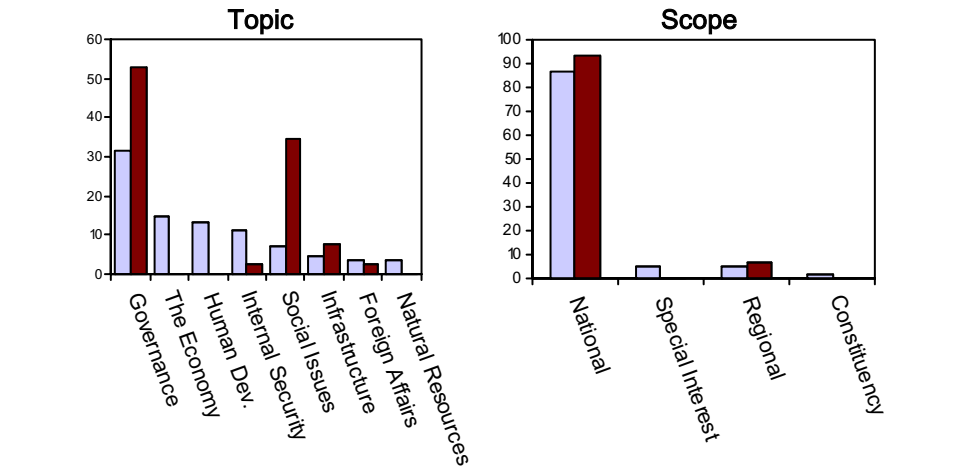 Topic
60
50
40
30
20
10
0
Governance
The Economy
Human Dev.
Internal Security
Social Issues
Infrastructure
Foreign Affairs
Natural Resources
Scope
100
90
80
70
60
50
40
30
20
10
0
National
Special Interest
Regional
Constituency